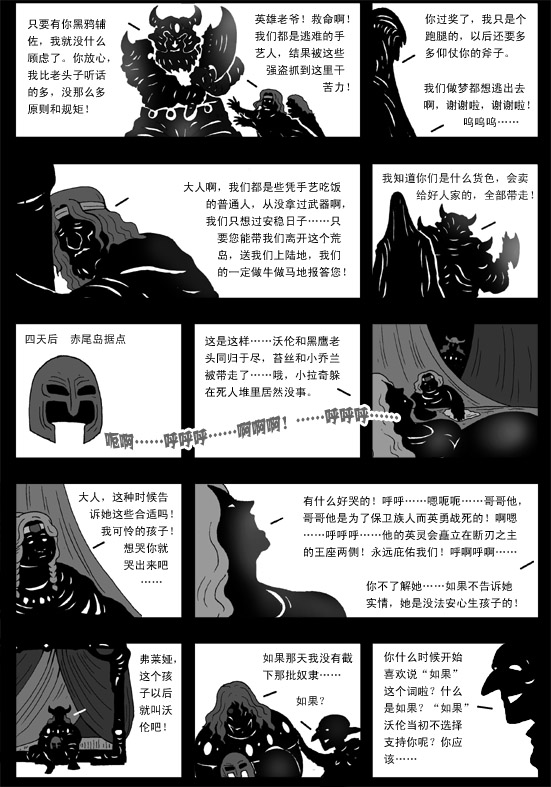 只要有你黑鸦辅
佐，我就没什么
顾虑了。你放心，
我比老头子听话
的多，没那么多
原则和规矩！
英雄老爷！救命啊！
我们都是逃难的手
艺人，结果被这些
强盗抓到这里干
苦力！
你过奖了，我只是个
跑腿的，以后还要多
多仰仗你的斧子。
我们做梦都想逃出去
啊，谢谢啦，谢谢啦！
呜呜呜……
大人啊，我们都是些凭手艺吃饭
的普通人，从没拿过武器啊，
我们只想过安稳日子……只
要您能带我们离开这个荒
岛，送我们上陆地，我们
的一定做牛做马地报答您！
我知道你们是什么货色，会卖
给好人家的，全部带走！
四天后　赤尾岛据点
这是这样……沃伦和黑鹰老
头同归于尽，苔丝和小乔兰
被带走了……哦，小拉奇躲
在死人堆里居然没事。
呃啊……呼呼呼……啊啊啊！……呼呼呼……
大人，这种时候告
诉她这些合适吗！
我可怜的孩子！
想哭你就
哭出来吧
……
有什么好哭的！呼呼……嗯呃呃……哥哥他，
哥哥他是为了保卫族人而英勇战死的！啊嗯
……呼呼呼……他的英灵会矗立在断刃之主
的王座两侧！永远庇佑我们！呼啊呼啊……
你不了解她……如果不告诉她
实情，她是没法安心生孩子的！
弗莱娅，
这个孩
子以后
就叫沃
伦吧！
如果那天我没有截
下那批奴隶……
如果？
你什么时候开始
喜欢说“如果”
这个词啦？什么
是如果？“如果”
沃伦当初不选择
支持你呢？你应
该……